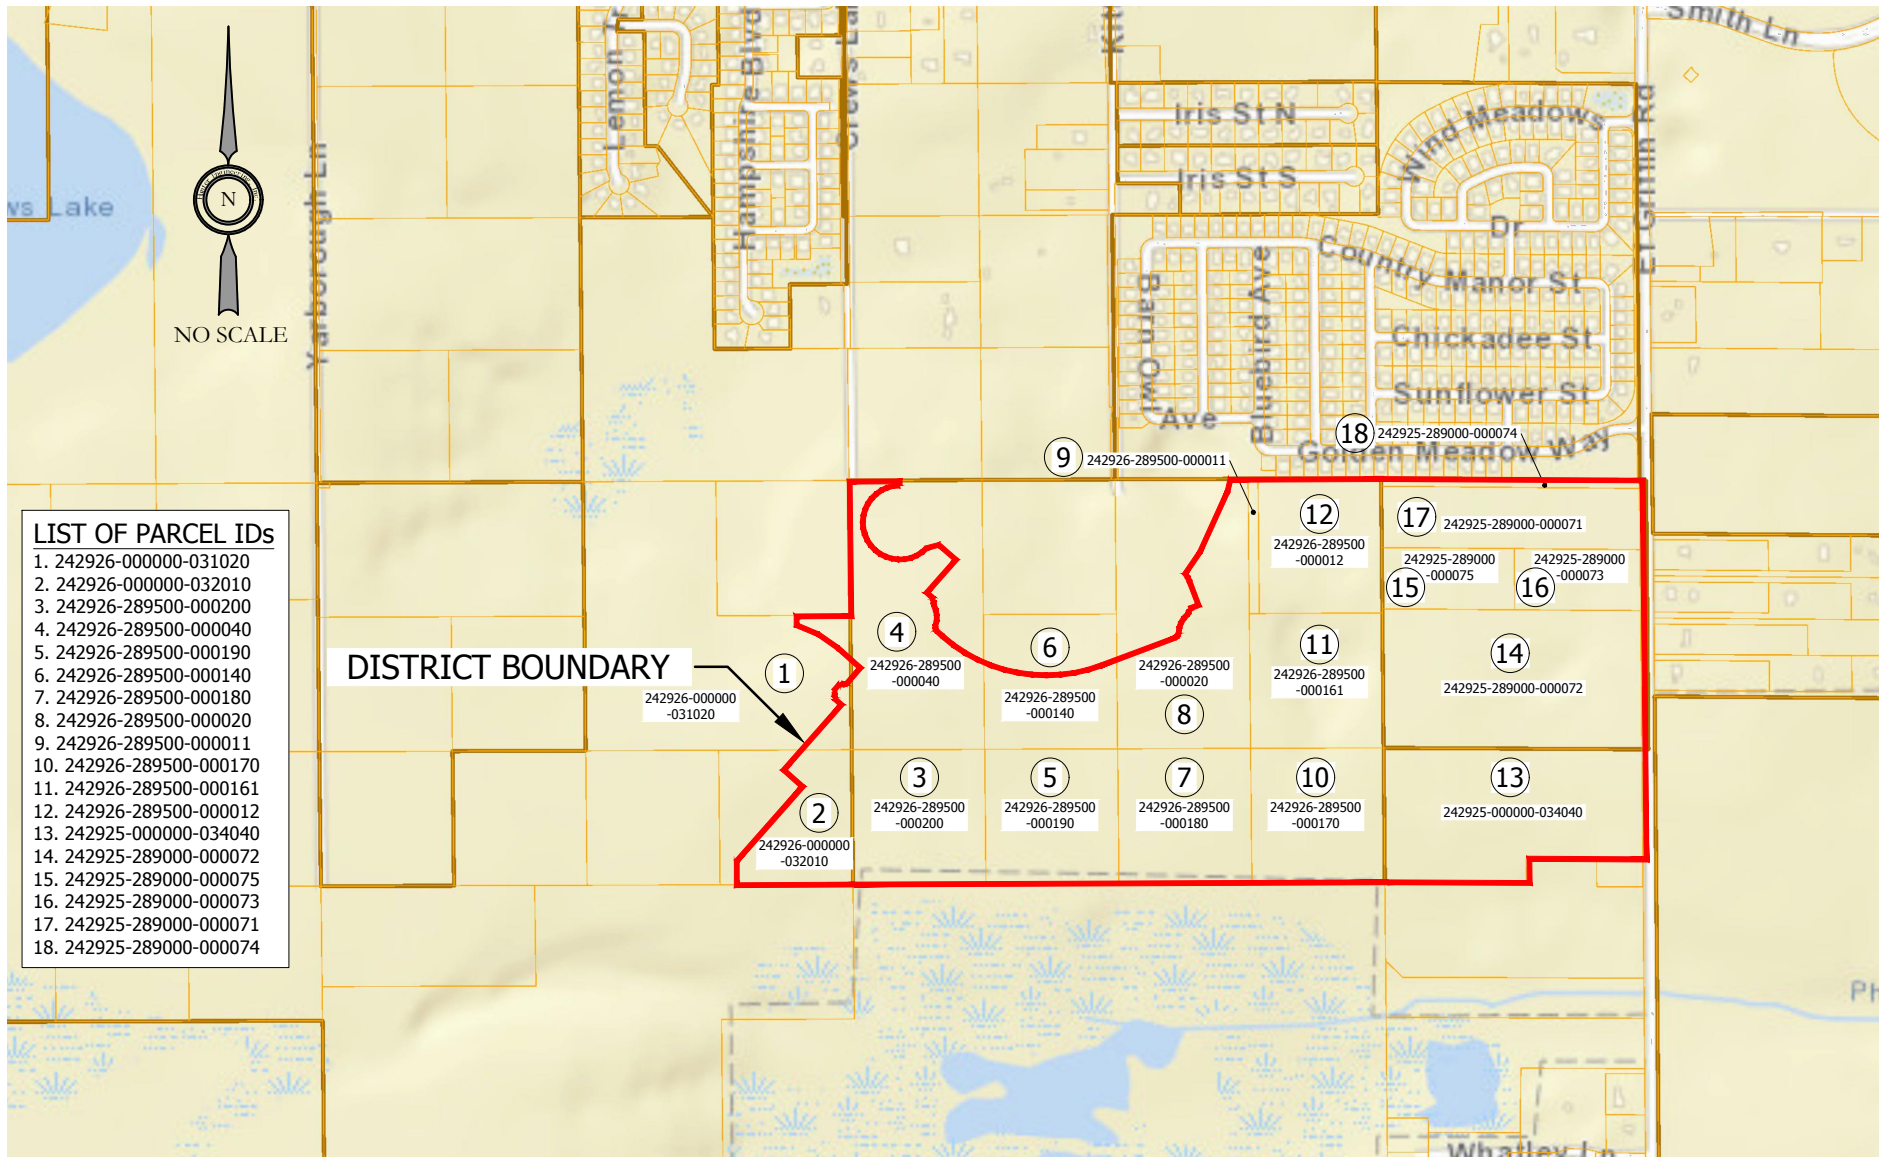 Smith Ln
Lemon
Hampshire Blvd
Crews La
Kit
Iris St N
Wind Meadows
Iris St S
Dr
ET Griffin Rd
ws Lake
N
NO SCALE
Yarborough Ln
Country Manor St
Barn Owl Ave
Bluebird Ave
Chickadee St
Sunflower St
Golden Meadow Way
18 242925-289000-000074
9 242926-289500-000011
LIST OF PARCEL IDs
1. 242926-000000-031020
2. 242926-000000-032010
3. 242926-289500-000200
4. 242926-289500-000040
5. 242926-289500-000190
6. 242926-289500-000140
7. 242926-289500-000180
8. 242926-289500-000020
9. 242926-289500-000011
10. 242926-289500-000170
11. 242926-289500-000161
12. 242926-289500-000012
13. 242925-000000-034040
14. 242925-289000-000072
15. 242925-289000-000075
16. 242925-289000-000073
17. 242925-289000-000071
18. 242925-289000-000074
DISTRICT BOUNDARY
12
242926-289500
-000012
17 242925-289000-000071
242925-289000
-000075
15
242925-289000
-000073
16
1
242926-000000
-031020
4
242926-289500
-000040
6
242926-289500
-000140
242926-289500
-000020
8
11
242926-289500
-000161
14
242925-289000-000072
2
242926-000000
-032010
3
242926-289500
-000200
5
242926-289500
-000190
7
242926-289500
-000180
10
242926-289500
-000170
13
242925-000000-034040
Ph
Whatley Ln